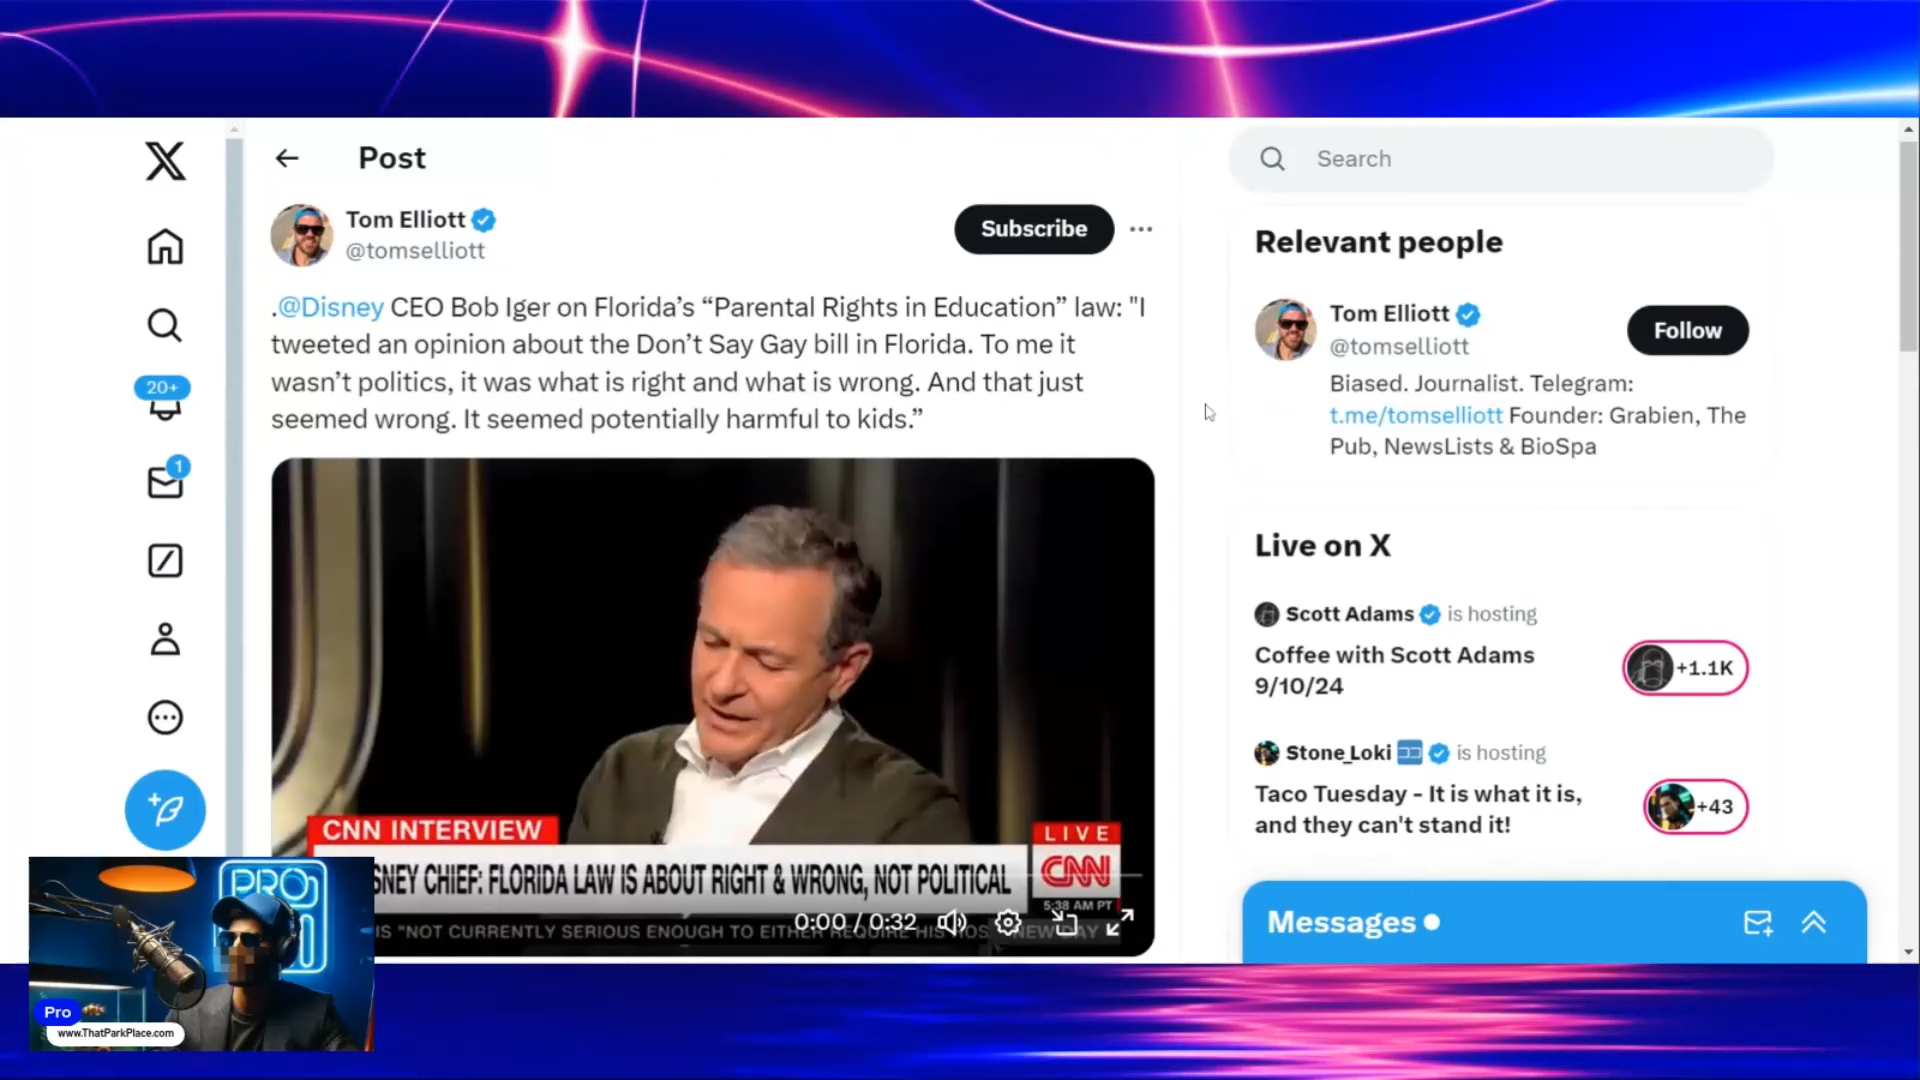 Post
Search
Tom Elliott
@tomselliott
Subscribe
.@Disney CEO Bob Iger on Florida’s “Parental Rights in Education” law: "I
tweeted an opinion about the Don’t Say Gay bill in Florida. To me it
wasn’t politics, it was what is right and what is wrong. And that just
seemed wrong. It seemed potentially harmful to kids.”
Relevant people
Tom Elliott
@tomselliott
Follow
Biased. Journalist. Telegram:
t.me/tomselliott Founder: Grabien, The
Pub, NewsLists & BioSpa
20+
1
Live on X
Scott Adams is hosting
Coffee with Scott Adams
9/10/24
+1.1K
Stone_Loki is hosting
Taco Tuesday - It is what it is,
and they can't stand it!
+43
CNN INTERVIEW
LIVE
CNN
SNEY CHIEF: FLORIDA LAW IS ABOUT RIGHT & WRONG, NOT POLITICAL
5:38 AM PT
0:00 / 0:32
IS "NOT CURRENTLY SERIOUS ENOUGH TO EITHER REQUIRE HIS
NEW DAY
Messages
PRO
Pro
www.ThatParkPlace.com